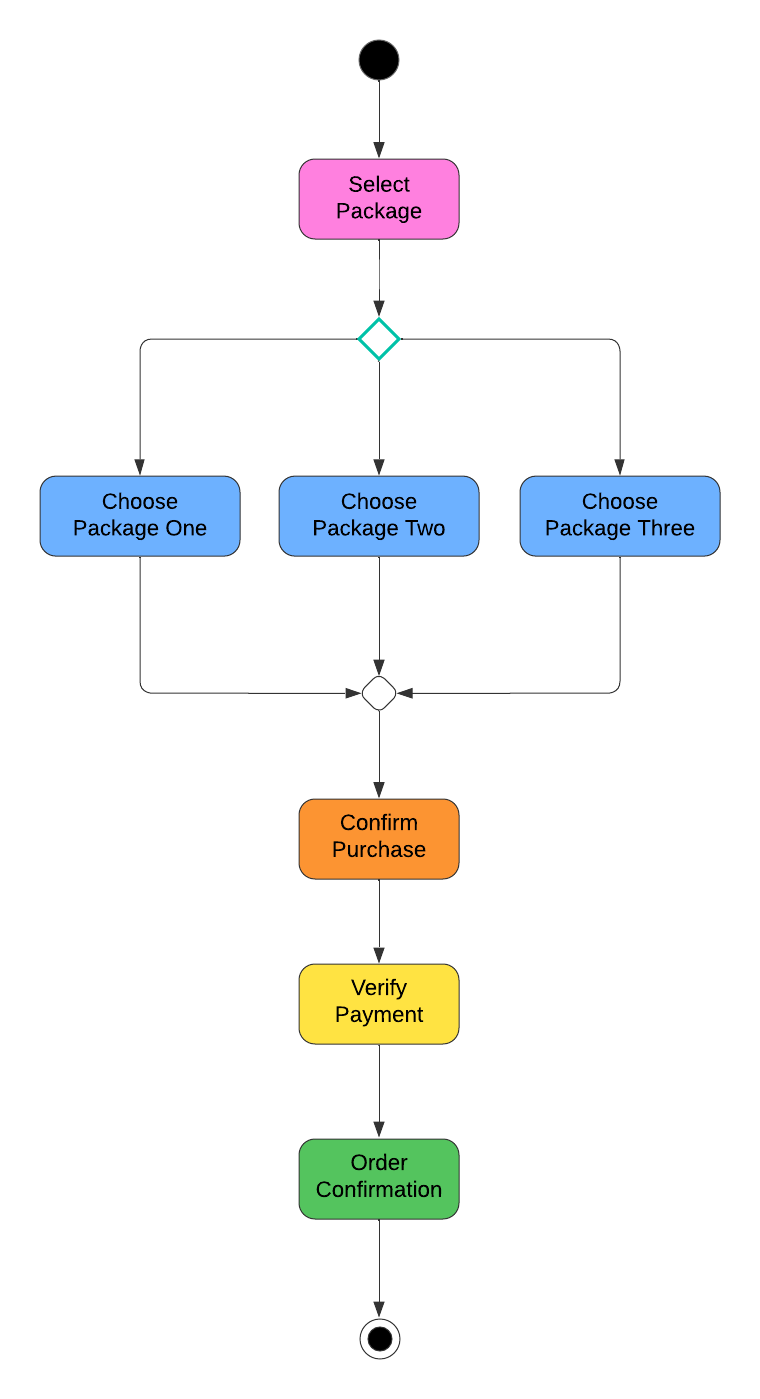 Select
Package
Choose
Package One
Choose
Package Two
Choose
Package Three
Confirm
Purchase
Verify
Payment
Order
Confirmation